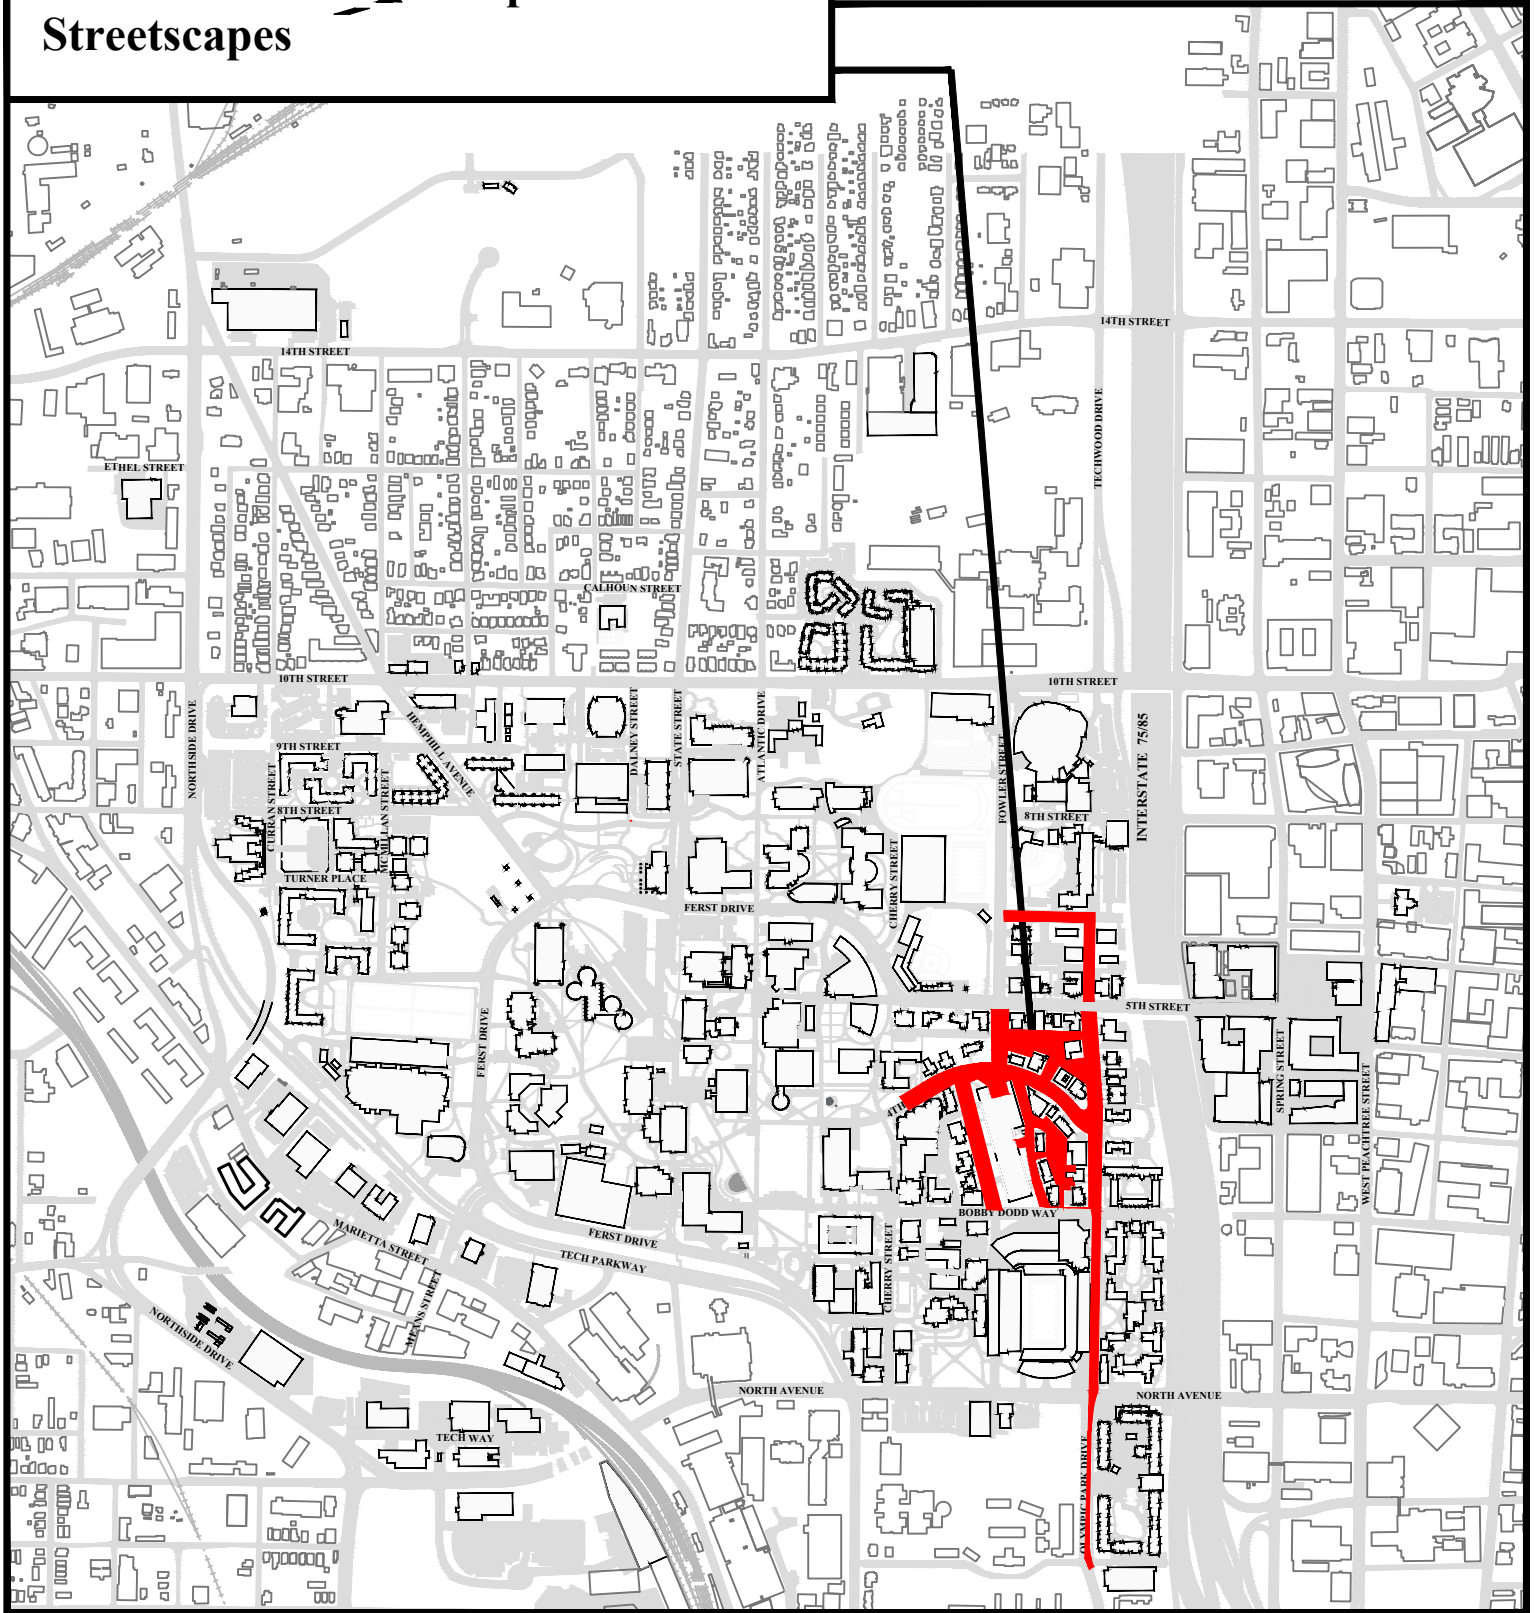 Streetscapes
14TH STREET
14TH STREET
TECHWOOD DRIVE
ETHEL STREET
CALHOUN STREET
10TH STREET
10TH STREET
NORTHSIDE DRIVE
HEMPHILL AVENUE
DALNEY STREET
STATE STREET
ATLANTIC DRIVE
FOWLER STREET
INTERSTATE 75/85
9TH STREET
CURRAN STREET
MCMILLAN STREET
8TH STREET
8TH STREET
TURNER PLACE
FERST DRIVE
CHERRY STREET
5TH STREET
FERST DRIVE
SPRING STREET
WEST PEACHTREE STREET
4TH
BOBBY DODD WAY
MARIETTA STREET
FERST DRIVE
TECH PARKWAY
CHERRY STREET
MEANS STREET
NORTHSIDE DRIVE
NORTH AVENUE
NORTH AVENUE
TECH WAY
OLYMPIC PARK DRIVE